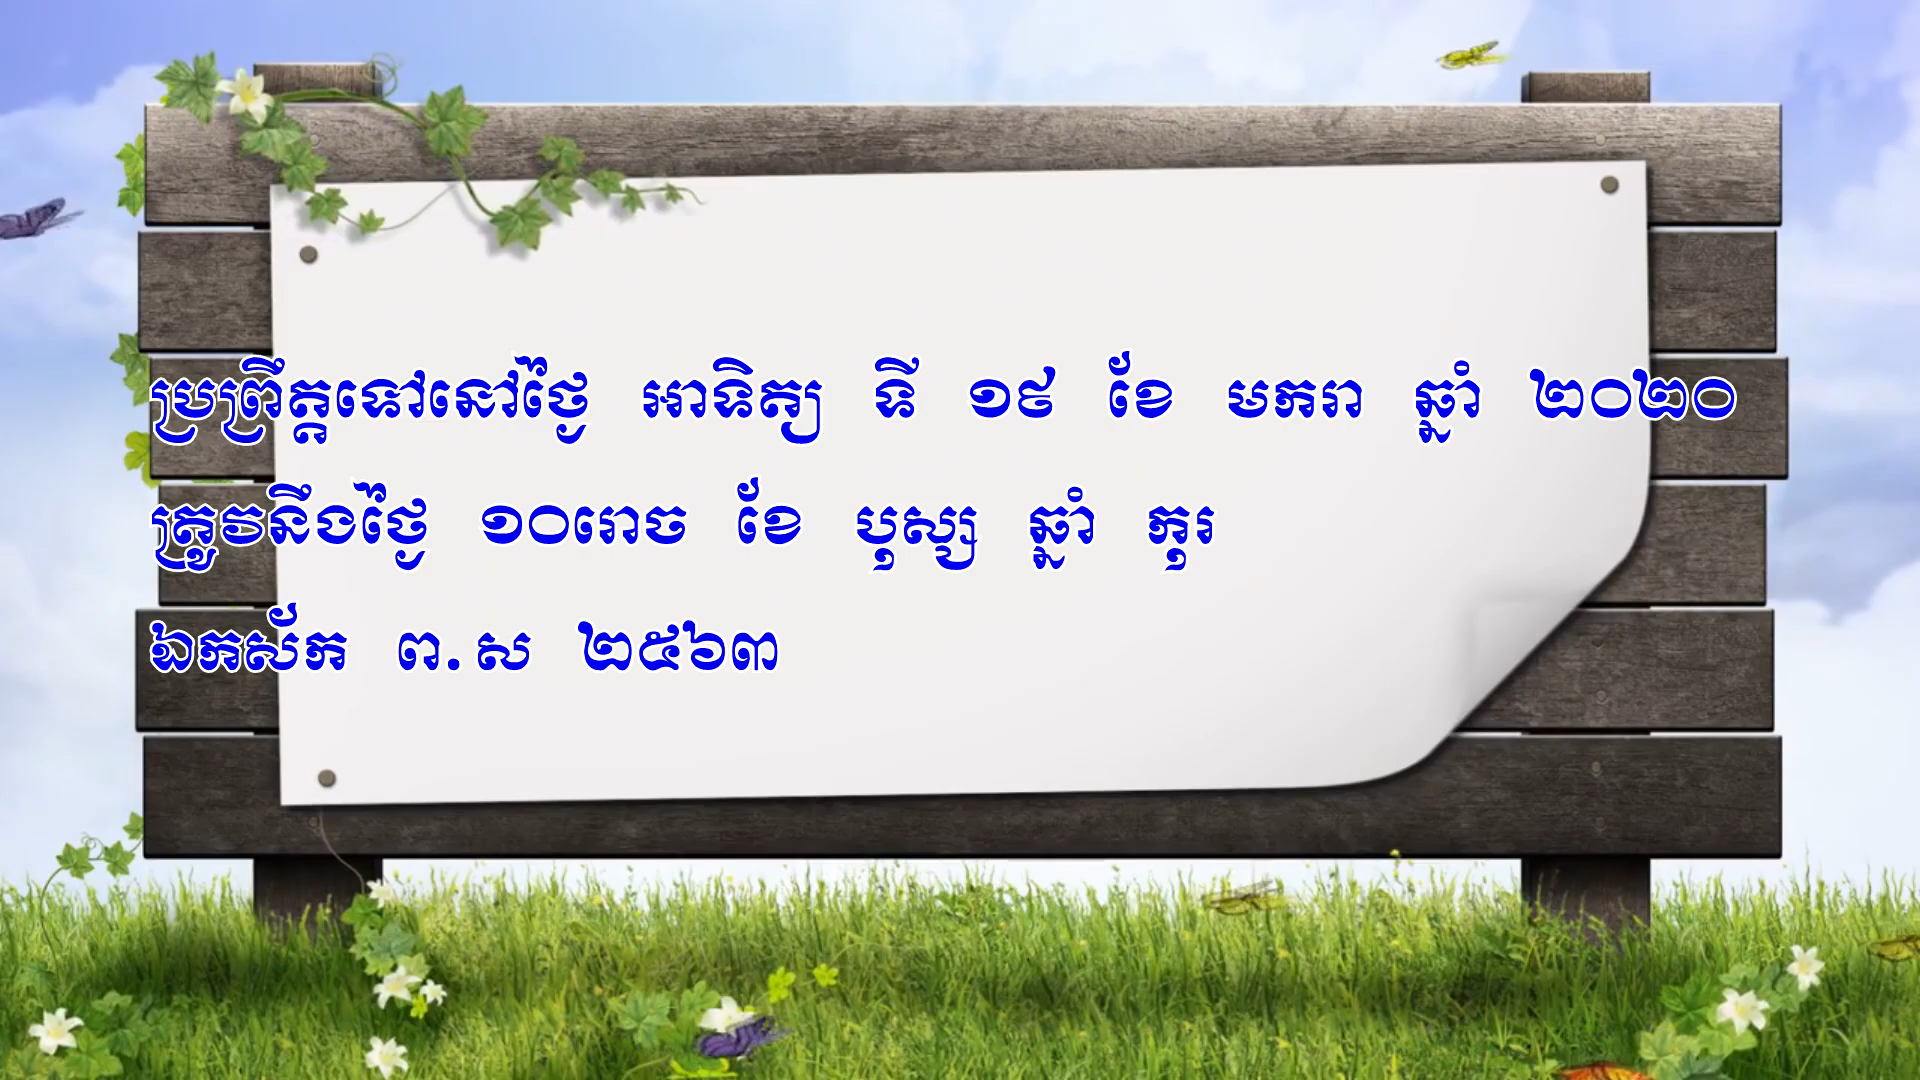 ប្រព្រឹត្តទៅនៅថ្ងៃ អាទិត្យ ទី ១៩ ខែ មករា ឆ្នាំ ២០២០
ត្រូវនឹងថ្ងៃ ១០រោច ខែ បុស្ស ឆ្នាំ កុរ
ឯកស័ក ព.ស ២៥៦៣